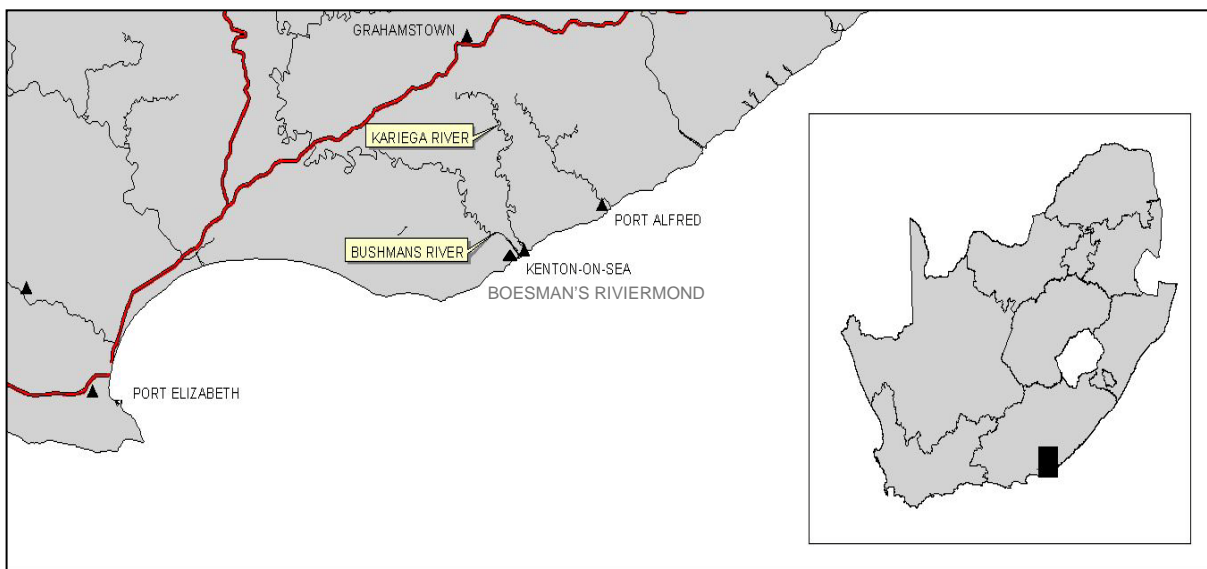 GRAHAMSTOWN
KARIEGA RIVER
PORT ALFRED
BUSHMANS RIVER
KENTON-ON-SEA
BOESMAN'S RIVIERMOND
PORT ELIZABETH